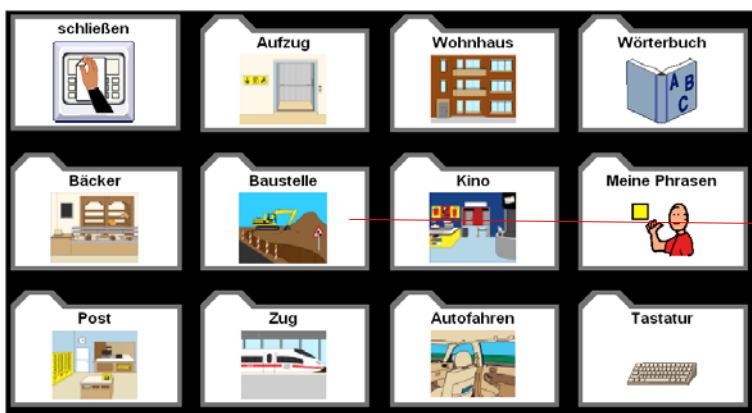 schließen
Aufzug
Wohnhaus
Wörterbuch
A B
C
Bäcker
Baustelle
Kino
Meine Phrasen
Post
Zug
Autofahren
Tastatur